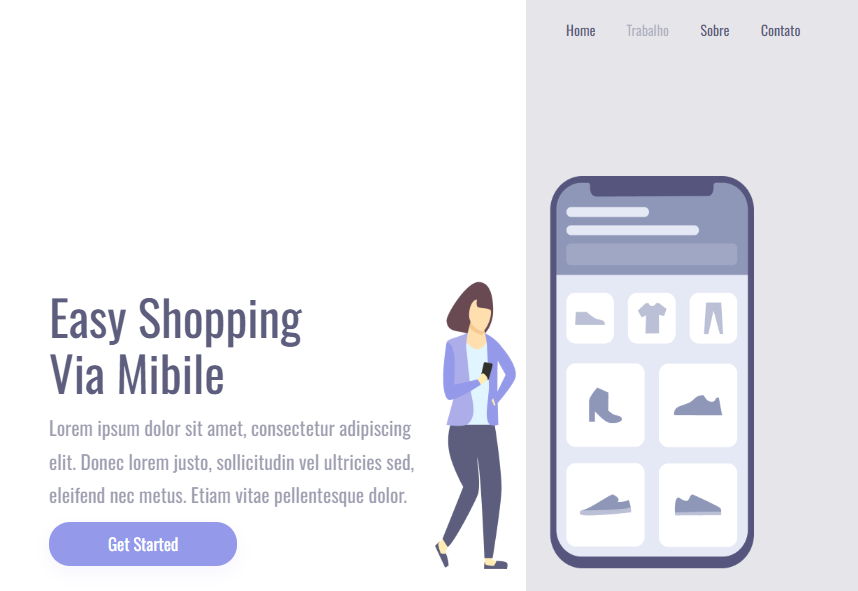 Home Trabalho Sobre Contato
Easy Shopping
Via Mibile
Lorem ipsum dolor sit amet, consectetur adipiscing
elit. Donec lorem justo, sollicitudin vel ultricies sed,
eleifend nec metus. Etiam vitae pellentesque dolor.
Get Started